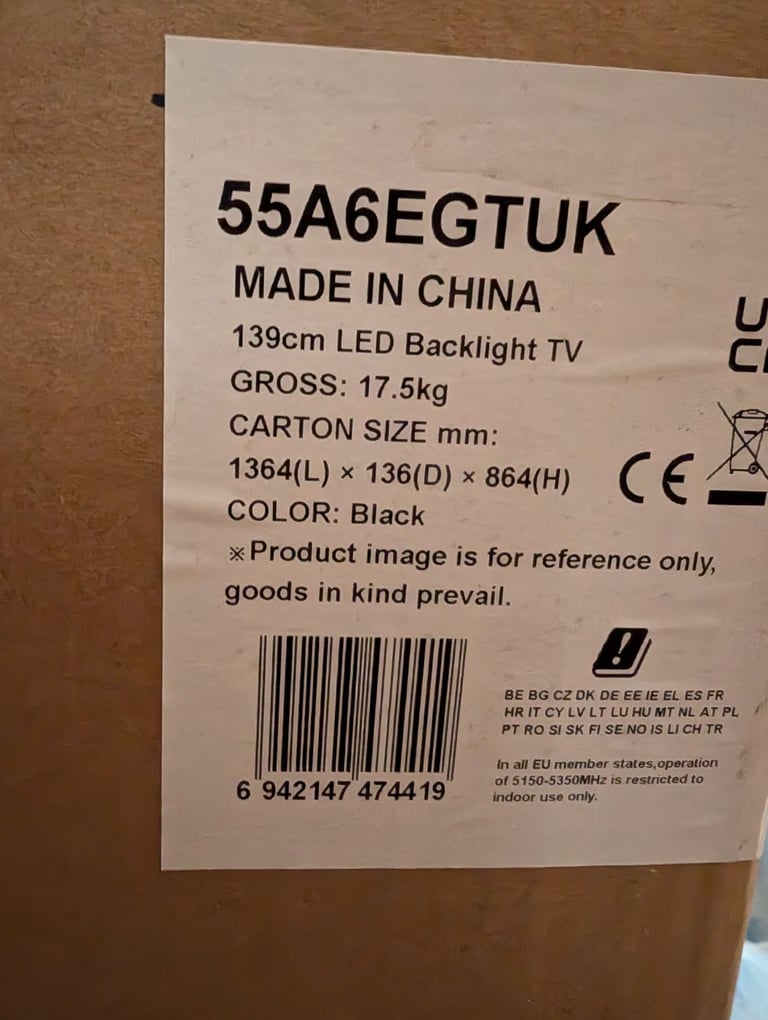 55A6EGTUK
MADE IN CHINA
139cm LED Backlight TV
GROSS: 17.5kg
CARTON SIZE mm:
1364(L) × 136(D) × 864(H)
COLOR: Black
※Product image is for reference only,
goods in kind prevail.
CE
BE BG CZ DK DE EE IE EL ES FR
HR IT CY LV LT LU HU MT NL AT PL
PT RO SI SK FI SE NO IS LI CH TR
In all EU member states,operation
of 5150-5350MHz is restricted to
indoor use only.
6 942147 474419